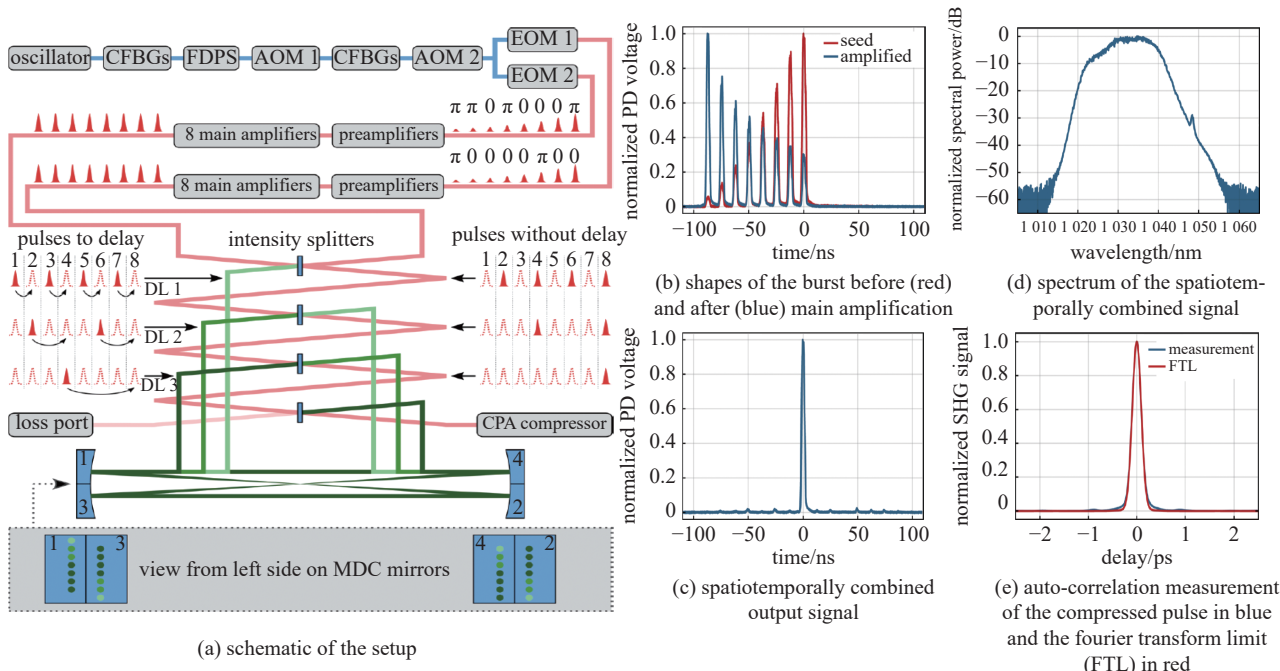 oscillator CFBGs FDPS AOM 1 CFBGs AOM 2 EOM 1
EOM 2
π π 0 π 0 0 0 π
8 main amplifiers preamplifiers
π 0 0 0 0 π 0 0
8 main amplifiers preamplifiers
pulses to delay intensity splitters pulses without delay
1 2 3 4 5 6 7 8 1 2 3 4 5 6 7 8
DL 1
DL 2
DL 3
loss port CPA compressor
1 4
3 2
1 3 view from left side on MDC mirrors 4 2
(a) schematic of the setup
normalized PD voltage
1.0
0.8
0.6
0.4
0.2
0
seed
amplified
−100 −50 0 50 100
time/ns
(b) shapes of the burst before (red)
and after (blue) main amplification
normalized spectral power/dB
0
−10
−20
−30
−40
−50
−60
1 010 1 020 1 030 1 040 1 050 1 060
wavelength/nm
(d) spectrum of the spatiotem-
porally combined signal
normalized PD voltage
1.0
0.8
0.6
0.4
0.2
0
−100 −50 0 50 100
time/ns
(c) spatiotemporally combined
output signal
normalized SHG signal
1.0
0.8
0.6
0.4
0.2
0
measurement
FTL
−2 −1 0 1 2
delay/ps
(e) auto-correlation measurement
of the compressed pulse in blue
and the fourier transform limit
(FTL) in red